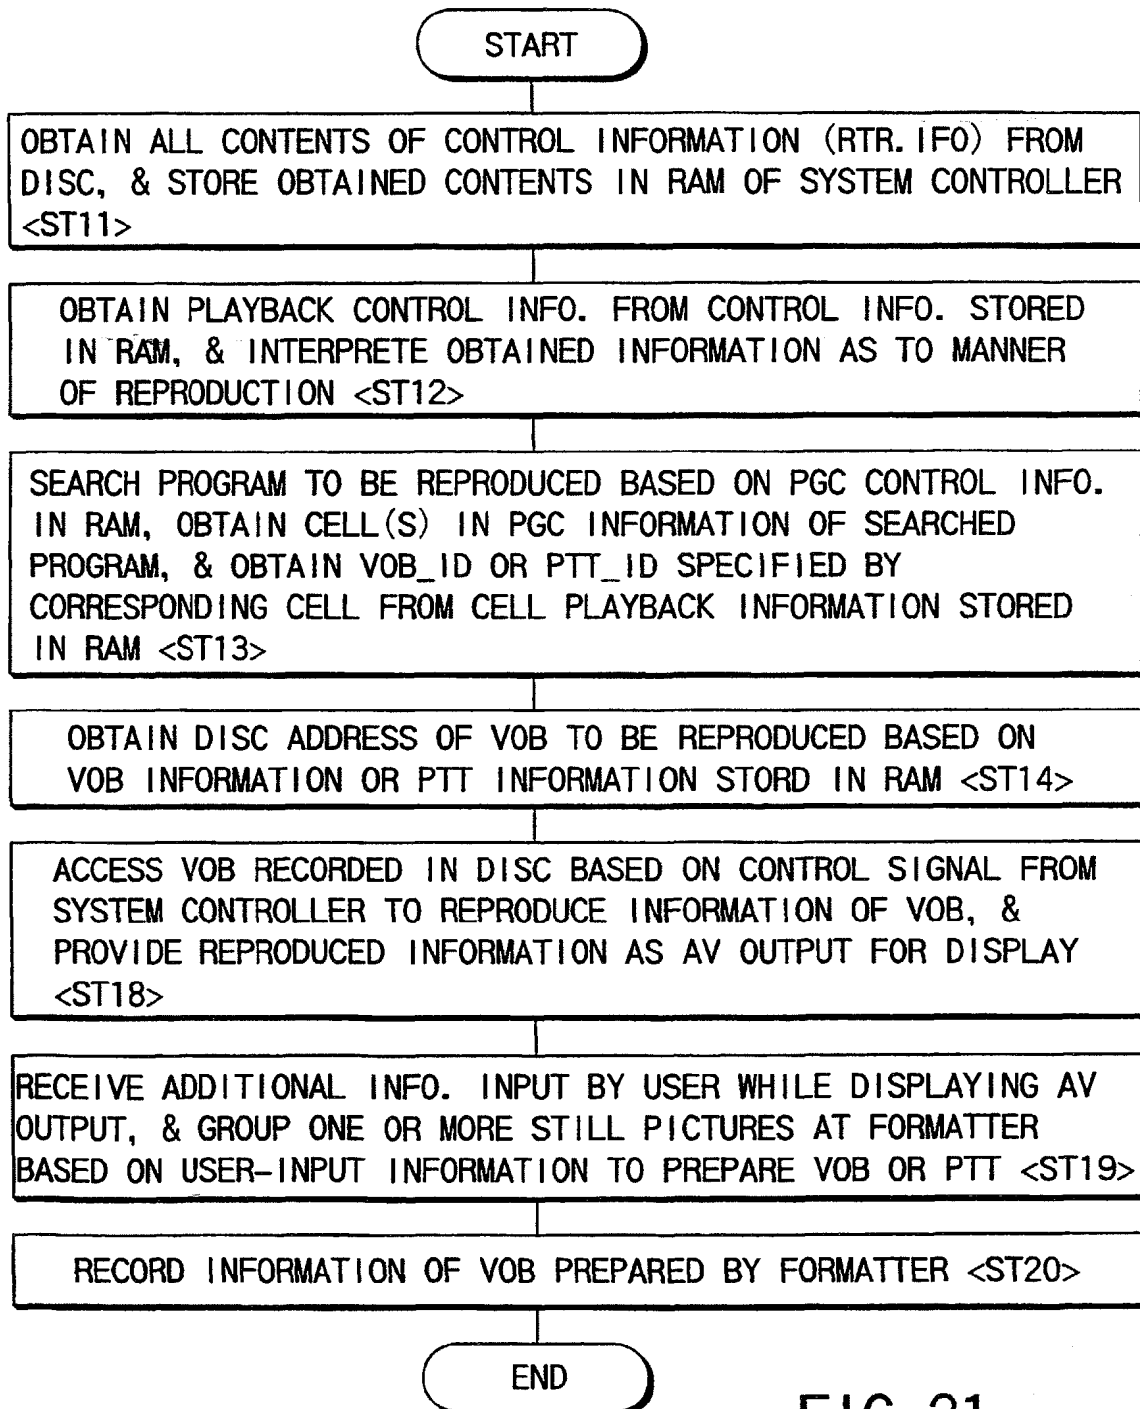 START
OBTAIN ALL CONTENTS OF CONTROL INFORMATION (RTR.IFO) FROM
DISC, & STORE OBTAINED CONTENTS IN RAM OF SYSTEM CONTROLLER
<ST11>
OBTAIN PLAYBACK CONTROL INFO. FROM CONTROL INFO. STORED
IN RAM, & INTERPRETE OBTAINED INFORMATION AS TO MANNER
OF REPRODUCTION <ST12>
SEARCH PROGRAM TO BE REPRODUCED BASED ON PGC CONTROL INFO.
IN RAM, OBTAIN CELL(S) IN PGC INFORMATION OF SEARCHED
PROGRAM, & OBTAIN VOB_ID OR PTT_ID SPECIFIED BY
CORRESPONDING CELL FROM CELL PLAYBACK INFORMATION STORED
IN RAM <ST13>
OBTAIN DISC ADDRESS OF VOB TO BE REPRODUCED BASED ON
VOB INFORMATION OR PTT INFORMATION STORD IN RAM <ST14>
ACCESS VOB RECORDED IN DISC BASED ON CONTROL SIGNAL FROM
SYSTEM CONTROLLER TO REPRODUCE INFORMATION OF VOB, &
PROVIDE REPRODUCED INFORMATION AS AV OUTPUT FOR DISPLAY
<ST18>
RECEIVE ADDITIONAL INFO. INPUT BY USER WHILE DISPLAYING AV
OUTPUT, & GROUP ONE OR MORE STILL PICTURES AT FORMATTER
BASED ON USER-INPUT INFORMATION TO PREPARE VOB OR PTT <ST19>
RECORD INFORMATION OF VOB PREPARED BY FORMATTER <ST20>
END
FIG. 21